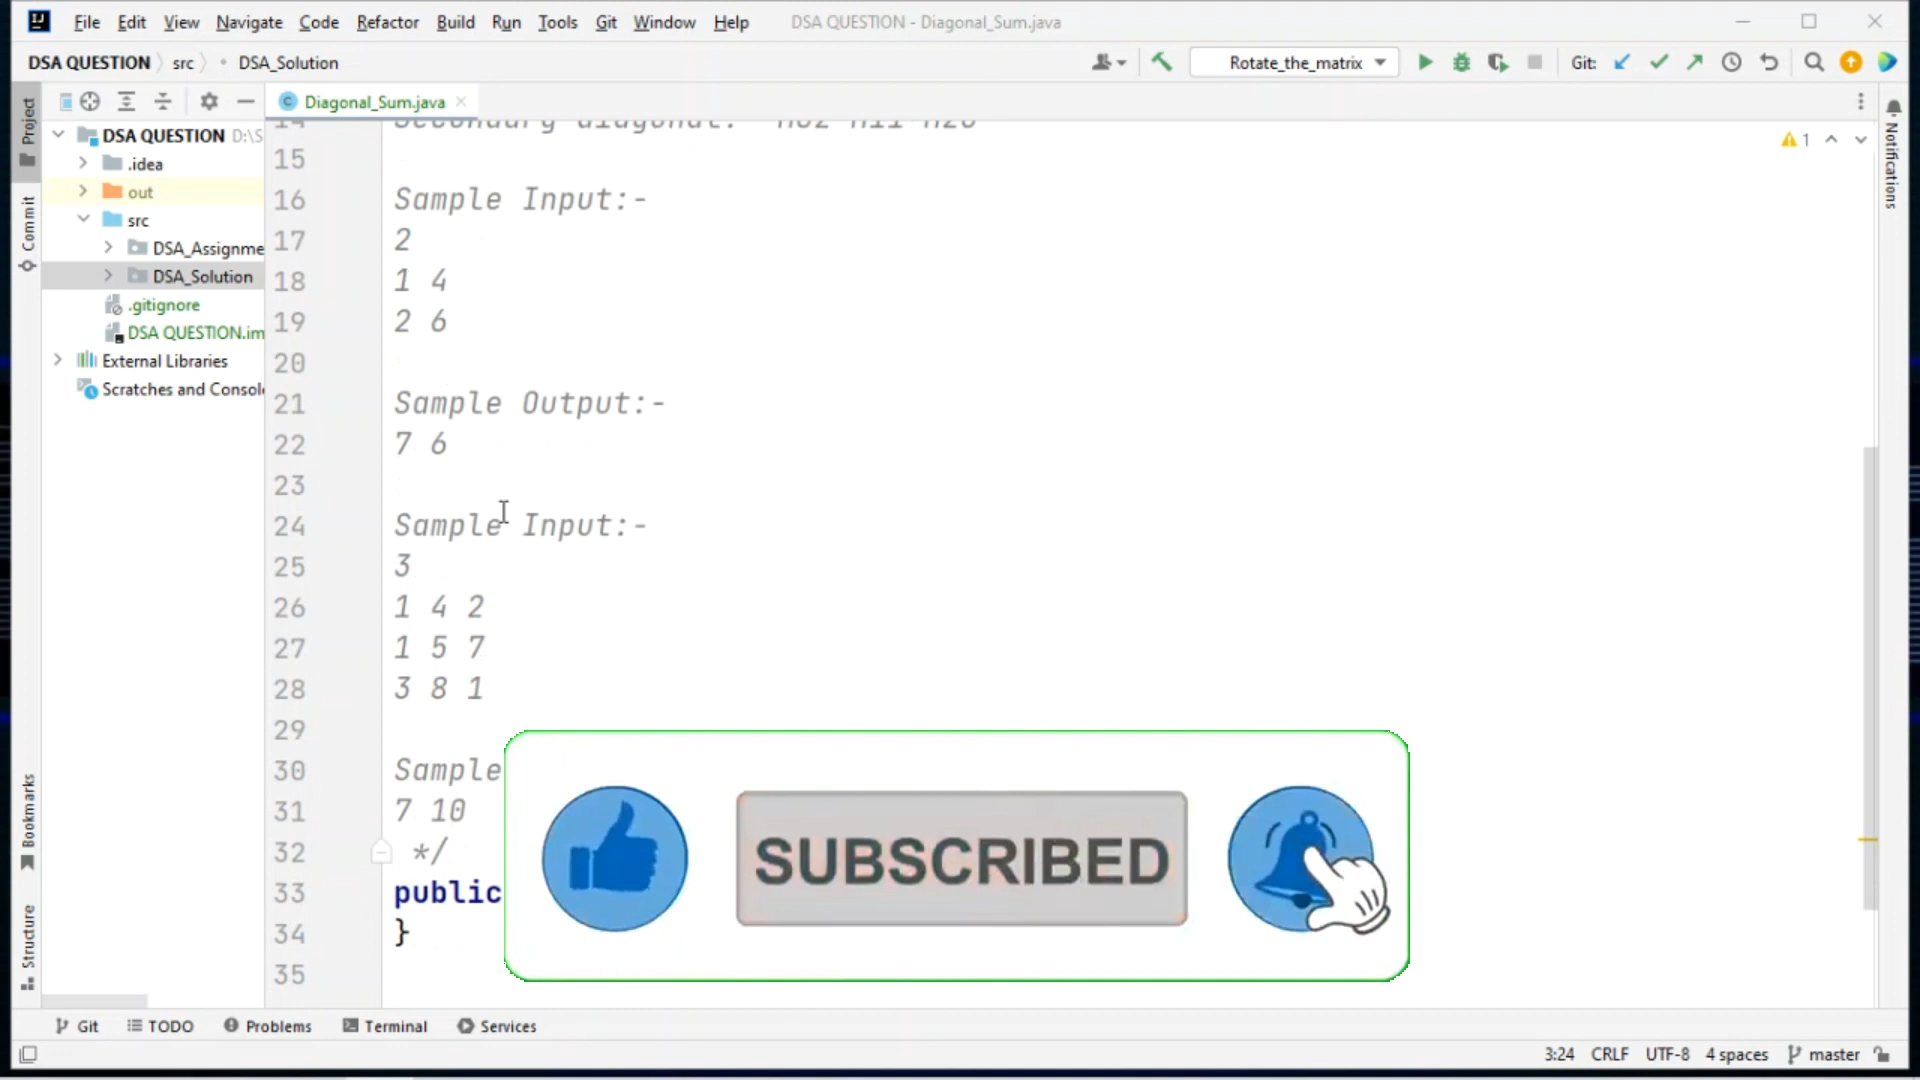 File Edit View Navigate Code Refactor Build Run Tools Git Window Help DSA QUESTION - Diagonal_Sum.java
DSA QUESTION src DSA_Solution Rotate_the_matrix Git:
Project
Commit
Bookmarks
Structure
DSA QUESTION D:\S
.idea
out
src
DSA_Assignme
DSA_Solution
.gitignore
DSA QUESTION.im
External Libraries
Scratches and Consol
Diagonal_Sum.java
1
Notifications
14 Secondary diagonal:
15
16 Sample Input:-
17 2
18 1 4
19 2 6
20
21 Sample Output:-
22 7 6
23
24 Sample Input:-
25 3
26 1 4 2
27 1 5 7
28 3 8 1
29
30 Sample
31 7 10
32 */
33 public
34 }
35
SUBSCRIBED
Git TODO Problems Terminal Services
3:24 CRLF UTF-8 4 spaces master